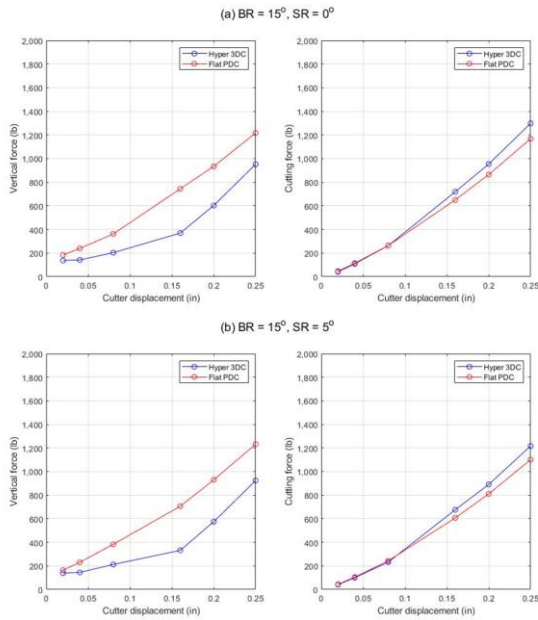 (a) BR = 15°, SR = 0°
2,000
1,800
1,600
1,400
1,200
1,000
800
600
400
200
0
Vertical force (lb)
Hyper 3DC
Flat PDC
0 0.05 0.1 0.15 0.2 0.25
Cutter displacement (in)
2,000
1,800
1,600
1,400
1,200
1,000
800
600
400
200
0
Cutting force (lb)
Hyper 3DC
Flat PDC
0 0.05 0.1 0.15 0.2 0.25
Cutter displacement (in)
(b) BR = 15°, SR = 5°
2,000
1,800
1,600
1,400
1,200
1,000
800
600
400
200
0
Vertical force (lb)
Hyper 3DC
Flat PDC
0 0.05 0.1 0.15 0.2 0.25
Cutter displacement (in)
2,000
1,800
1,600
1,400
1,200
1,000
800
600
400
200
0
Cutting force (lb)
Hyper 3DC
Flat PDC
0 0.05 0.1 0.15 0.2 0.25
Cutter displacement (in)